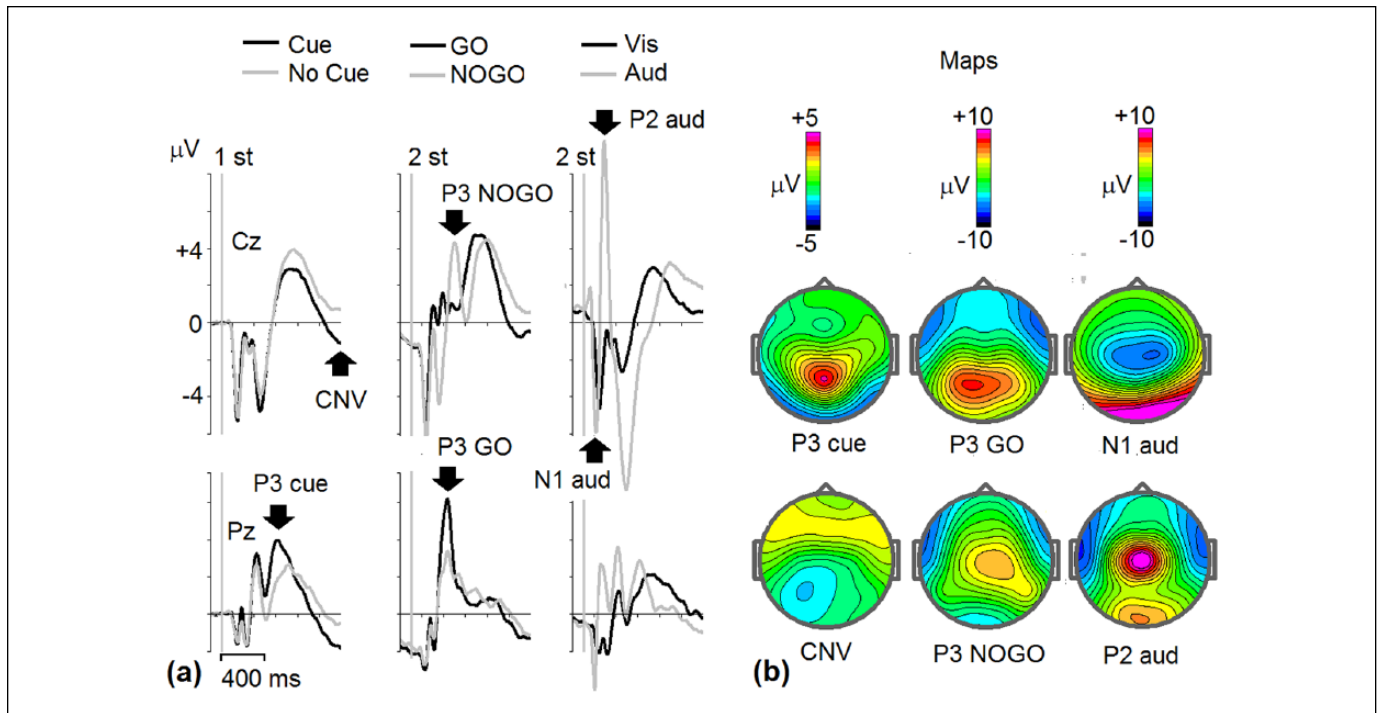 Cue
No Cue
GO
NOGO
Vis
Aud
P2 aud
μV
1 st
2 st
2 st
P3 NOGO
+4
Cz
0
-4
CNV
P3 GO
N1 aud
P3 cue
Pz
(a)
400 ms
Maps
+5
+10
+10
μV
μV
μV
-5
-10
-10
P3 cue
P3 GO
N1 aud
CNV
P3 NOGO
P2 aud
(b)